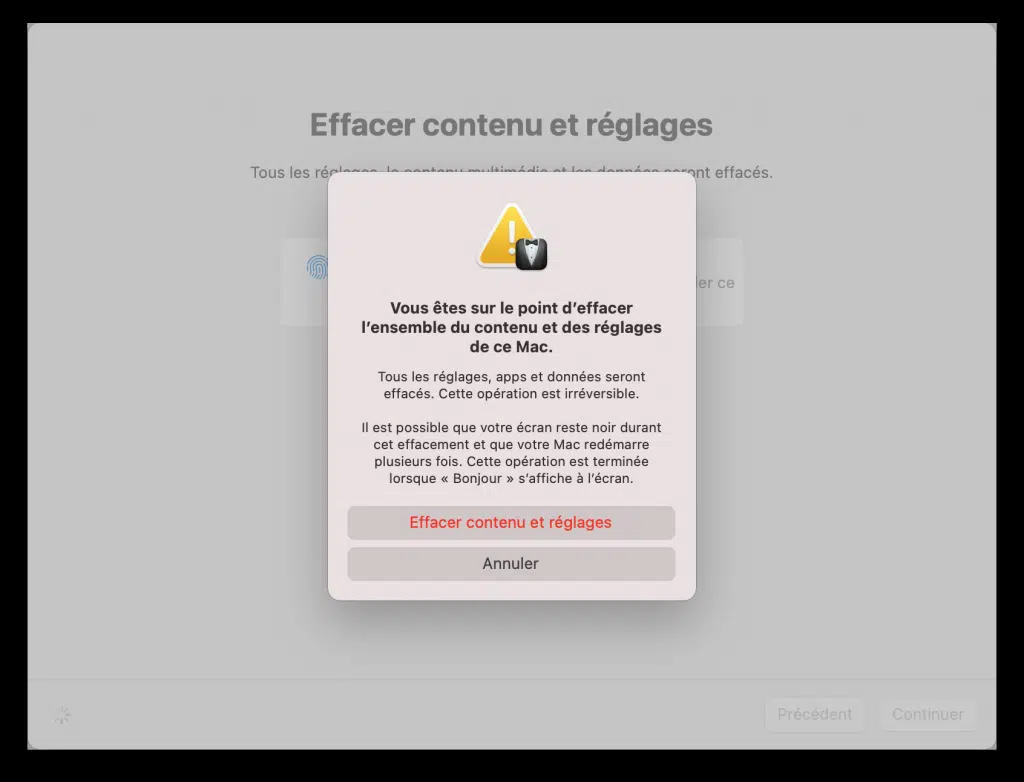 Effacer contenu et réglages
Tous les réglages, le contenu multimédia et les données seront effacés.
er ce
Vous êtes sur le point d’effacer
l’ensemble du contenu et des réglages
de ce Mac.
Tous les réglages, apps et données seront
effacés. Cette opération est irréversible.
Il est possible que votre écran reste noir durant
cet effacement et que votre Mac redémarre
plusieurs fois. Cette opération est terminée
lorsque « Bonjour » s’affiche à l’écran.
Effacer contenu et réglages
Annuler
Précédent
Continuer